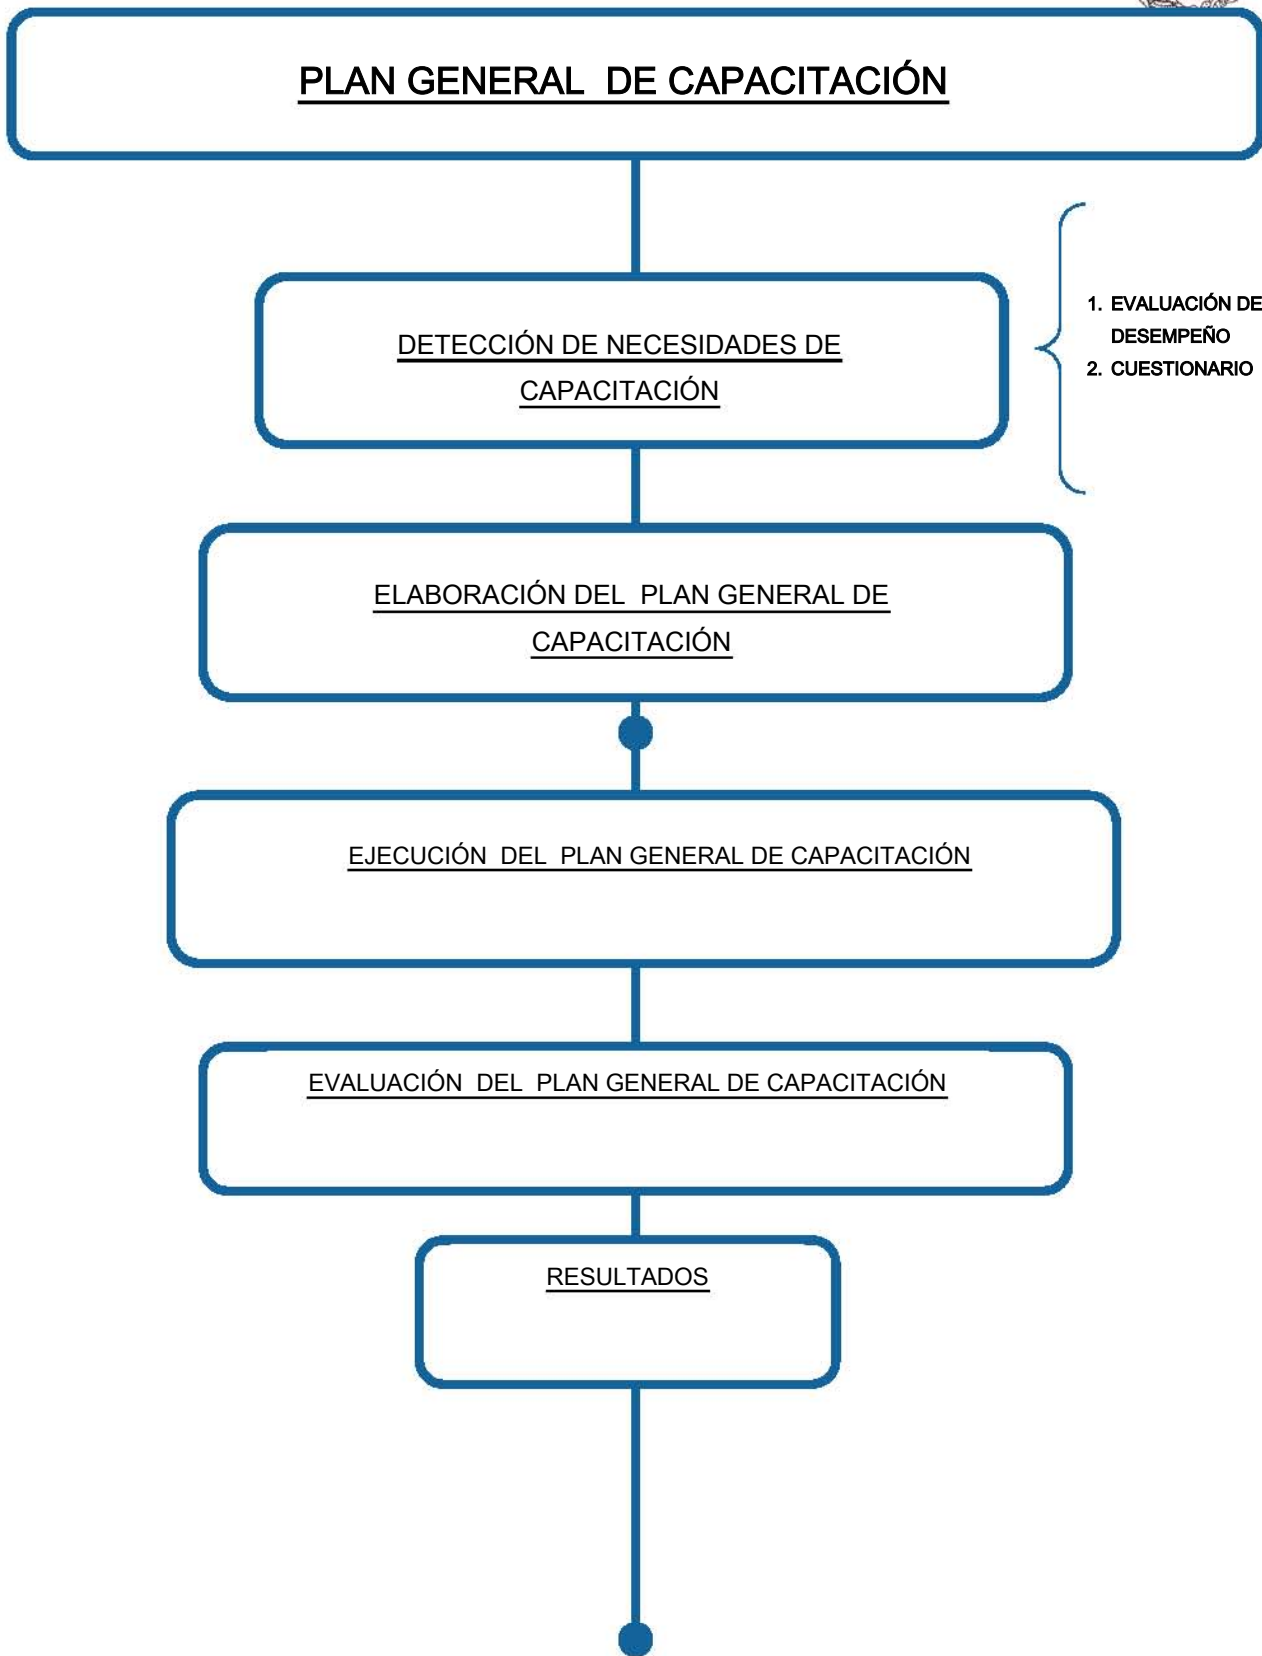 PLAN GENERAL DE CAPACITACIÓN
DETECCIÓN DE NECESIDADES DE
CAPACITACIÓN
1. EVALUACIÓN DE
DESEMPEÑO
2. CUESTIONARIO
ELABORACIÓN DEL PLAN GENERAL DE
CAPACITACIÓN
EJECUCIÓN DEL PLAN GENERAL DE CAPACITACIÓN
EVALUACIÓN DEL PLAN GENERAL DE CAPACITACIÓN
RESULTADOS